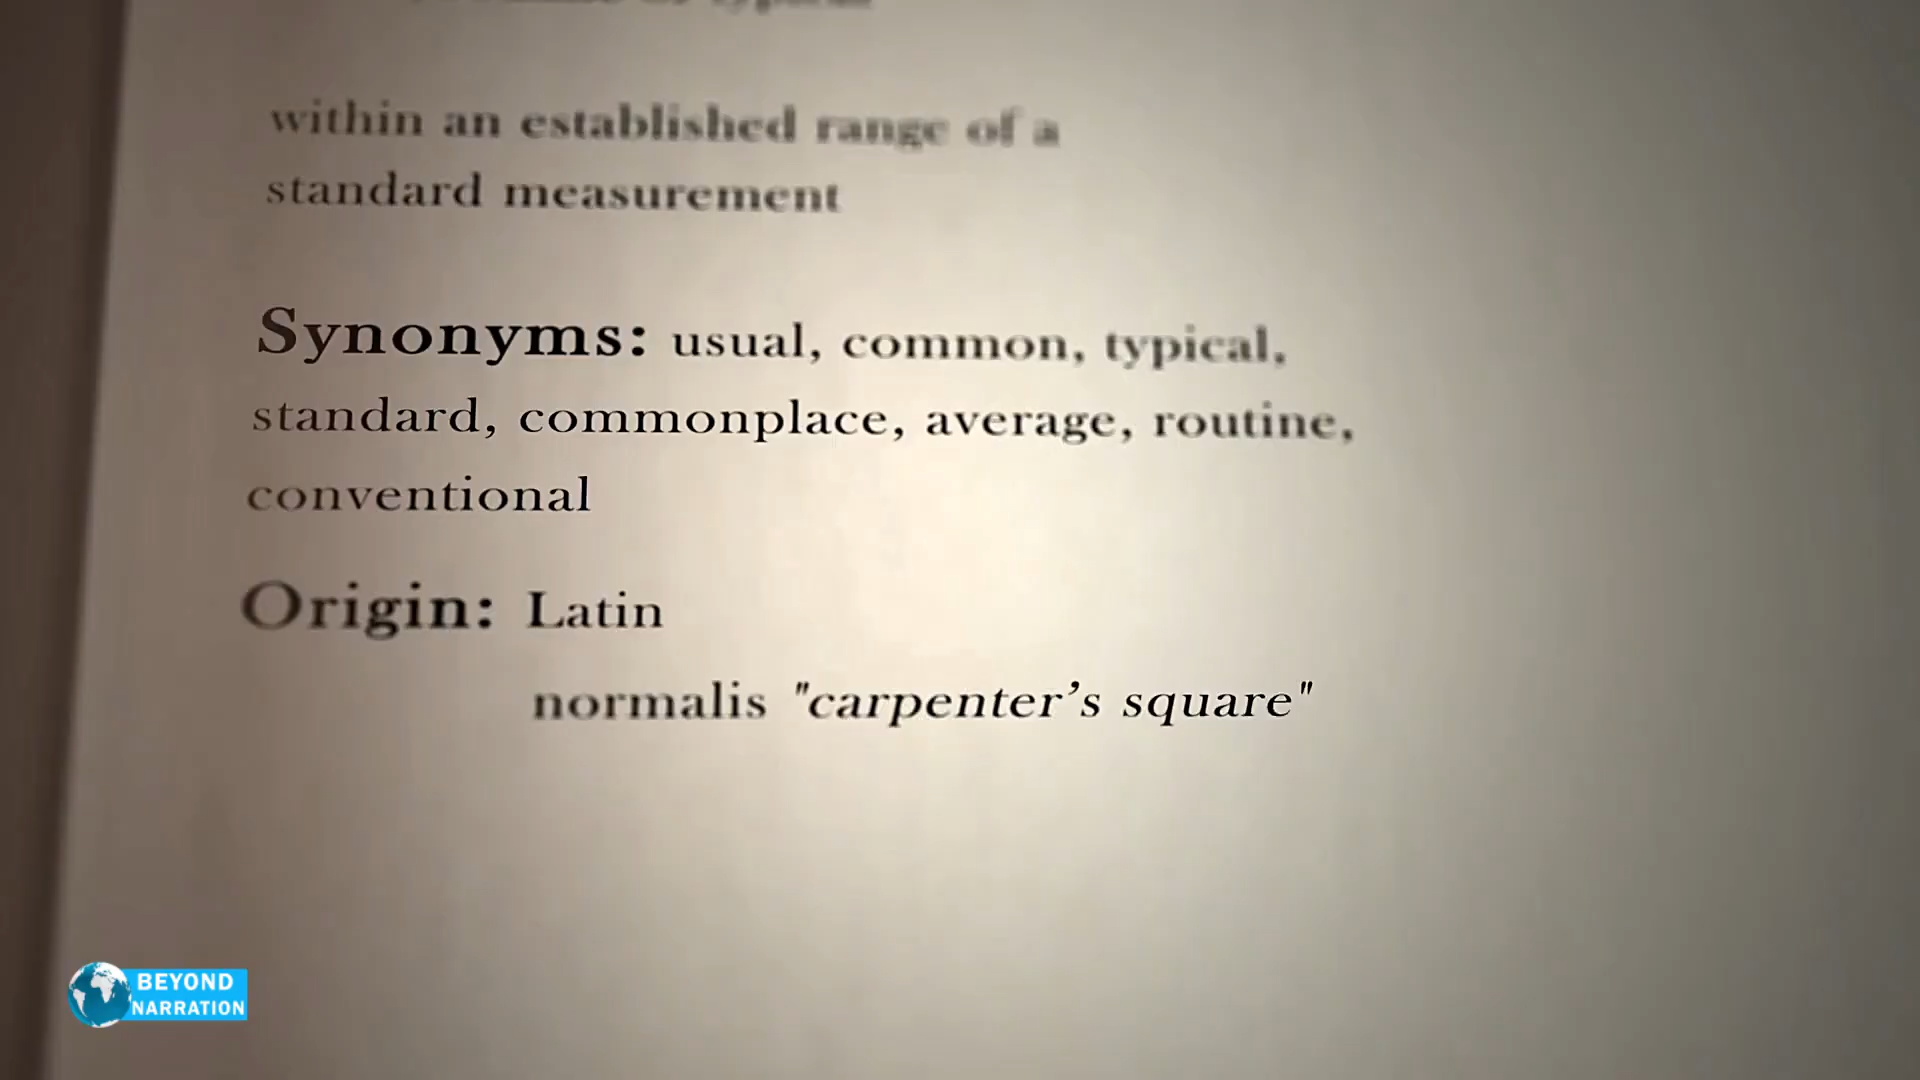 within an established range of a
standard measurement
Synonyms: usual, common, typical,
standard, commonplace, average, routine,
conventional
Origin: Latin
normalis "carpenter’s square"
BEYOND
NARRATION